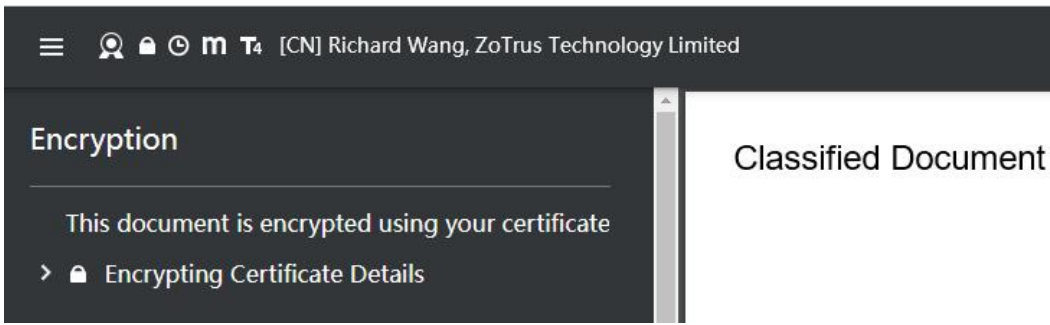 m T4 [CN] Richard Wang, ZoTrus Technology Limited
Encryption
This document is encrypted using your certificate
Encrypting Certificate Details
Classified Document